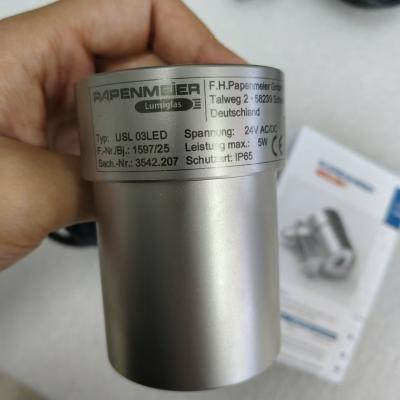 PAPENMEIER
Lumiglas
F.H.Papenmeier
Talweg 2 - 58239
Deutschland
Typ: USL 03LED
Spannung: 24V AC/DC
F.-Nr./Bj.: 1597/25
Leistung max.: 5W
CE
Sach.-Nr.: 3542.207
Schutzart: IP65